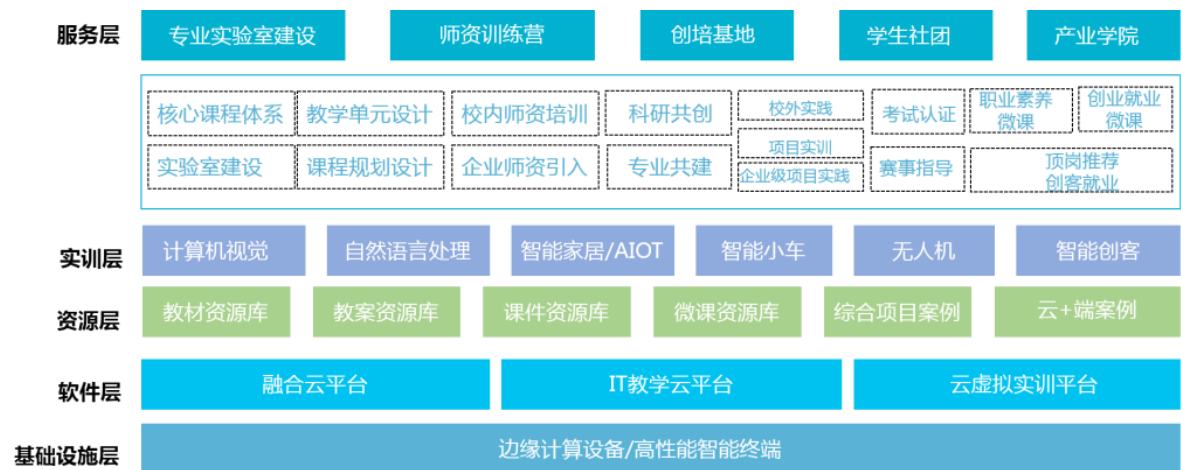 服务层
专业实验室建设
师资训练营
创培基地
学生社团
产业学院
核心课程体系
教学单元设计
校内师资培训
科研共创
校外实践
考试认证
职业素养
微课
创业就业
微课
实验室建设
课程规划设计
企业师资引入
专业共建
项目实训
企业级项目实践
赛事指导
顶岗推荐
创客就业
实训层
计算机视觉
自然语言处理
智能家居/AIOT
智能小车
无人机
智能创客
资源层
教材资源库
教案资源库
课件资源库
微课资源库
综合项目案例
云+端案例
软件层
融合云平台
IT教学云平台
云虚拟实训平台
基础设施层
边缘计算设备/高性能智能终端